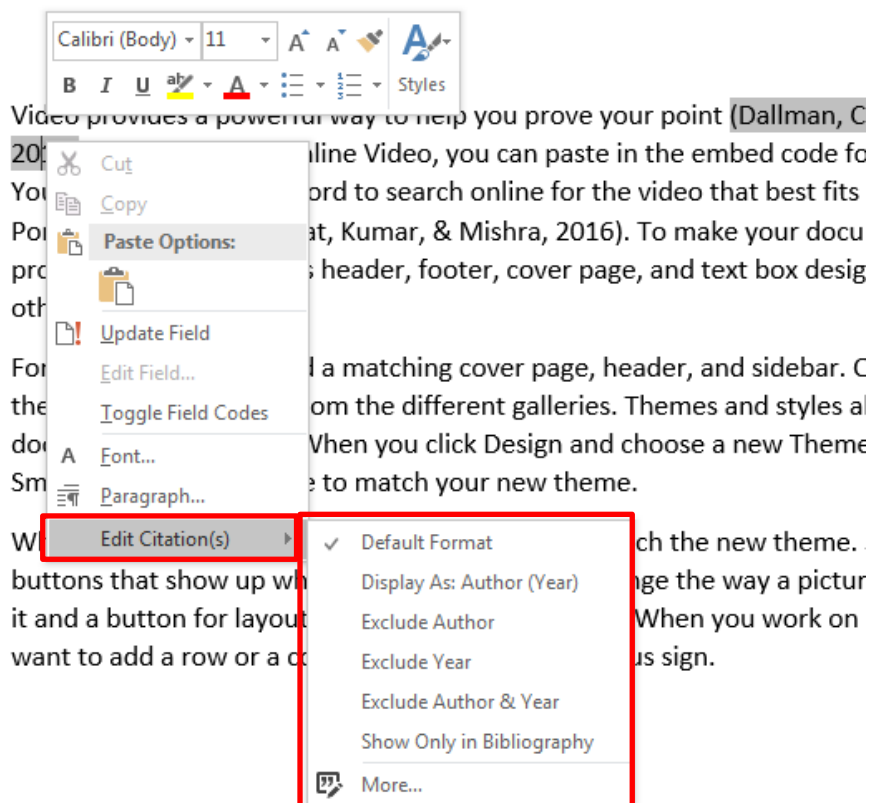 Calibri (Body) 11 A A A
B I U aby A Styles
Video provides a powerful way to help you prove your point (Dallman, C
20 nline Video, you can paste in the embed code fo
Cut
You ord to search online for the video that best fits
Copy
Por at, Kumar, & Mishra, 2016). To make your docu
Paste Options:
pro s header, footer, cover page, and text box desig
oth
Update Field
For d a matching cover page, header, and sidebar. C
Edit Field...
the om the different galleries. Themes and styles al
Toggle Field Codes
do When you click Design and choose a new Theme
A Font...
Sm e to match your new theme.
Paragraph...
Wh ch the new theme.
Edit Citation(s)
Default Format
buttons that show up wh nge the way a pictur
Display As: Author (Year)
it and a button for layout When you work on
Exclude Author
want to add a row or a co us sign.
Exclude Year
Exclude Author & Year
Show Only in Bibliography
More...